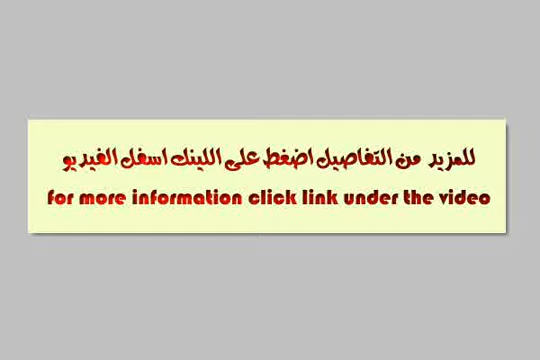 للمزيد من التفاصيل اضغط على اللينك اسفل الفيديو
for more information click link under the video